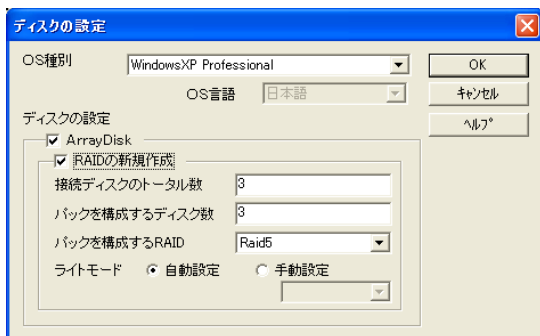 ディスクの設定
OS種別 WindowsXP Professional OK
OS言語 日本語 キャンセル
ディスクの設定 ヘルプ
ArrayDisk
RAIDの新規作成
接続ディスクのトータル数 3
パックを構成するディスク数 3
パックを構成するRAID Raid5
ライトモード 自動設定 手動設定